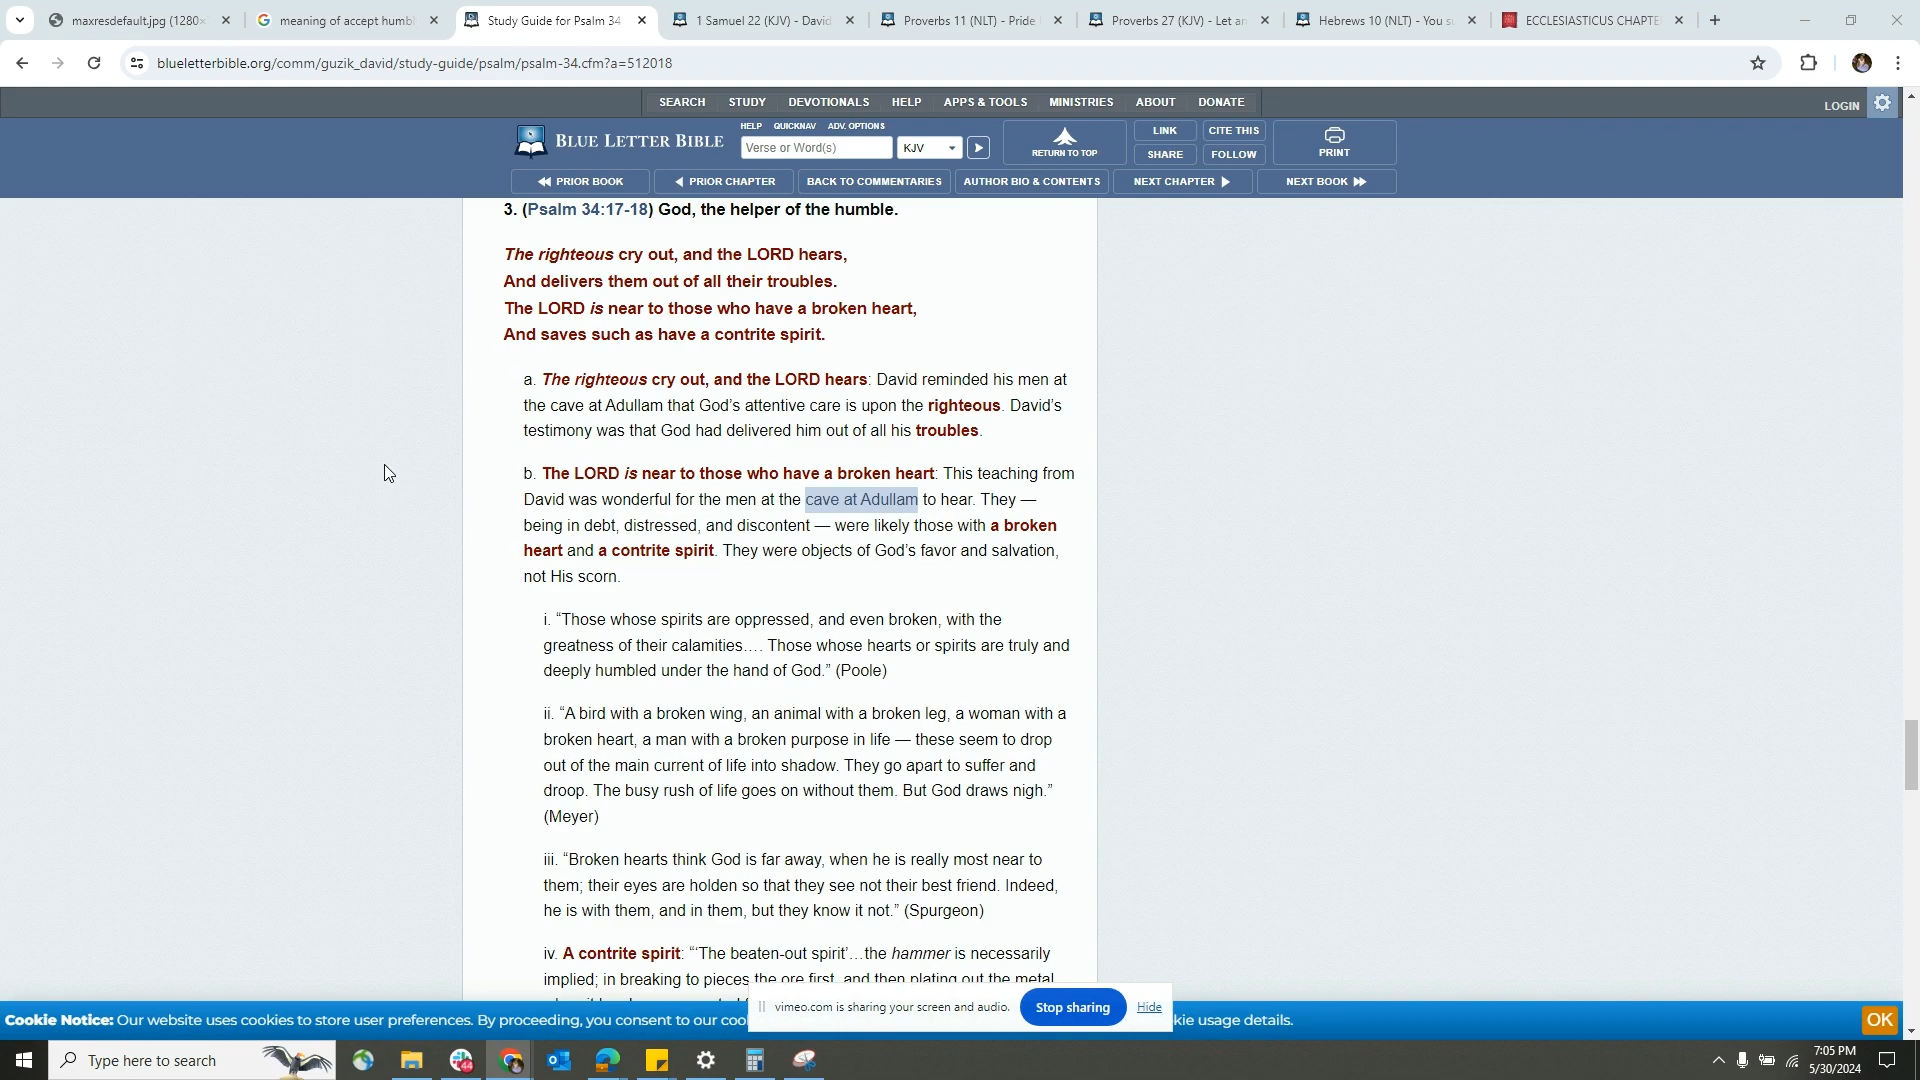 maxresdefault.jpg (1280×
meaning of accept humbl
Study Guide for Psalm 34
1 Samuel 22 (KJV) - David
Proverbs 11 (NLT) - Pride
Proverbs 27 (KJV) - Let an
Hebrews 10 (NLT) - You s
ECCLESIASTICUS CHAPTE
blueletterbible.org/comm/guzik_david/study-guide/psalm/psalm-34.cfm?a=512018
SEARCH STUDY DEVOTIONALS HELP APPS & TOOLS MINISTRIES ABOUT DONATE
LOGIN
BLUE LETTER BIBLE
HELP QUICKNAV ADV. OPTIONS
Verse or Word(s)
KJV
RETURN TO TOP
LINK
CITE THIS
SHARE
FOLLOW
PRINT
PRIOR BOOK
PRIOR CHAPTER
BACK TO COMMENTARIES
AUTHOR BIO & CONTENTS
NEXT CHAPTER
NEXT BOOK
3. (Psalm 34:17-18) God, the helper of the humble.
The righteous cry out, and the LORD hears,
And delivers them out of all their troubles.
The LORD is near to those who have a broken heart,
And saves such as have a contrite spirit.
a. The righteous cry out, and the LORD hears: David reminded his men at
the cave at Adullam that God’s attentive care is upon the righteous. David’s
testimony was that God had delivered him out of all his troubles.
b. The LORD is near to those who have a broken heart: This teaching from
David was wonderful for the men at the cave at Adullam to hear. They —
being in debt, distressed, and discontent — were likely those with a broken
heart and a contrite spirit. They were objects of God’s favor and salvation,
not His scorn.
i. “Those whose spirits are oppressed, and even broken, with the
greatness of their calamities…. Those whose hearts or spirits are truly and
deeply humbled under the hand of God.” (Poole)
ii. “A bird with a broken wing, an animal with a broken leg, a woman with a
broken heart, a man with a broken purpose in life — these seem to drop
out of the main current of life into shadow. They go apart to suffer and
droop. The busy rush of life goes on without them. But God draws nigh.”
(Meyer)
iii. “Broken hearts think God is far away, when he is really most near to
them; their eyes are holden so that they see not their best friend. Indeed,
he is with them, and in them, but they know it not.” (Spurgeon)
iv. A contrite spirit: “‘The beaten-out spirit’…the hammer is necessarily
implied; in breaking to pieces the ore first, and then plating out the metal
vimeo.com is sharing your screen and audio.
Stop sharing
Hide
Cookie Notice: Our website uses cookies to store user preferences. By proceeding, you consent to our coo
kie usage details.
OK
Type here to search
44
7:05 PM
5/30/2024